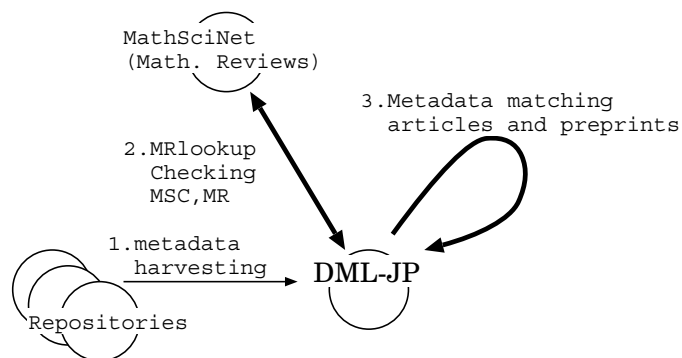 MathSciNet
(Math. Reviews)
3.Metadata matching
articles and preprints
2.MRlookup
Checking
MSC,MR
1.metadata
harvesting
DML-JP
Repositories